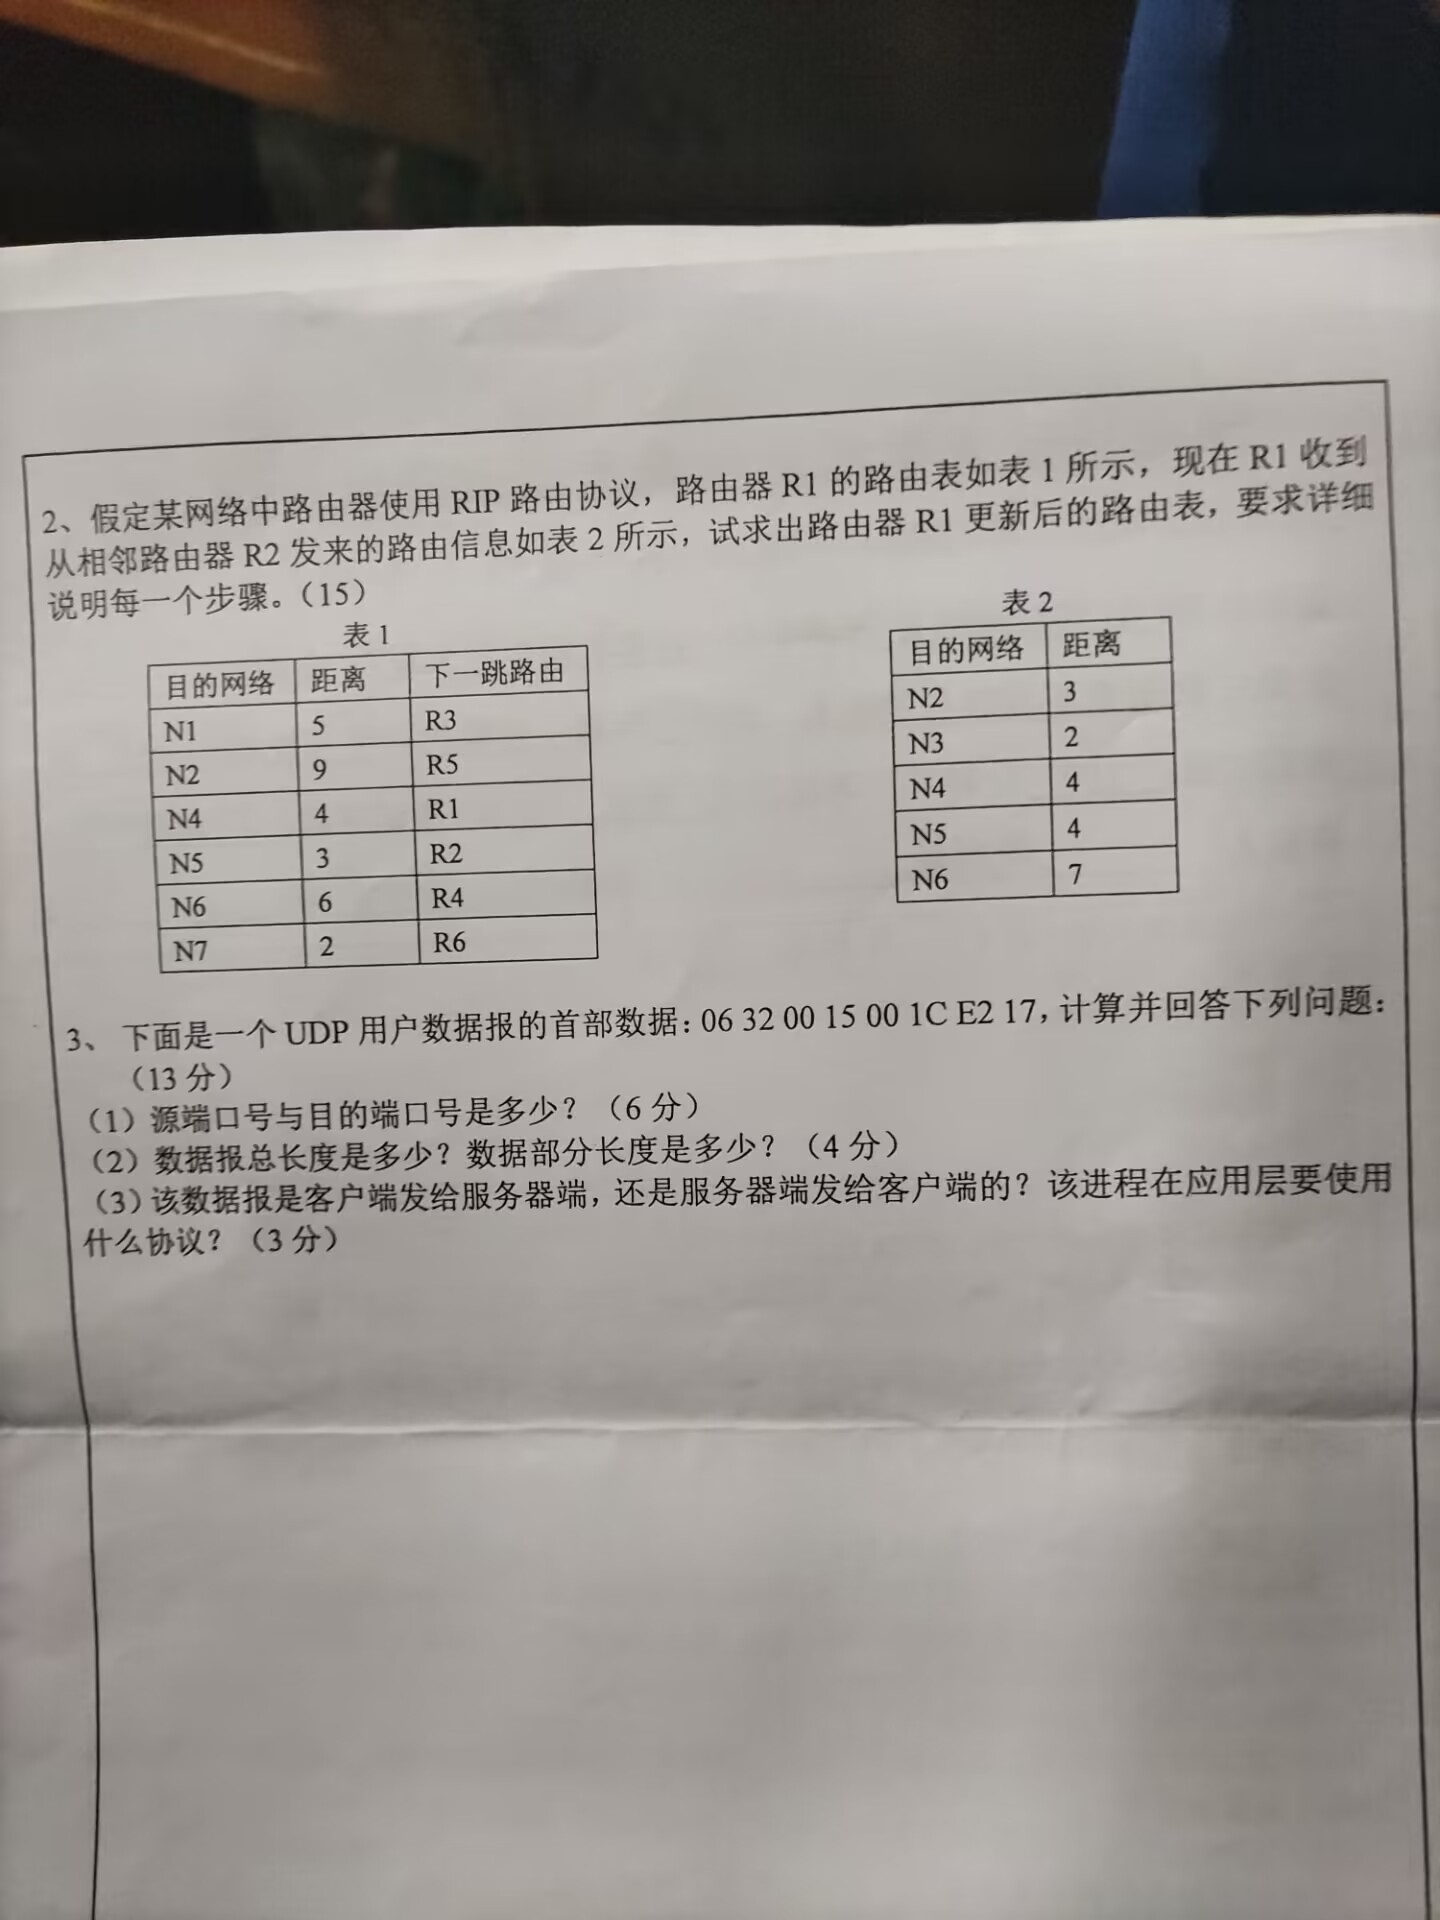 2、假定某网络中路由器使用 RIP 路由协议，路由器 R1 的路由表如表 1 所示，现在 R1 收到
从相邻路由器 R2 发来的路由信息如表 2 所示，试求出路由器 R1 更新后的路由表，要求详细
说明每一个步骤。（15）
表 1
目的网络 距离 下一跳路由
N1 5 R3
N2 9 R5
N4 4 R1
N5 3 R2
N6 6 R4
N7 2 R6
表 2
目的网络 距离
N2 3
N3 2
N4 4
N5 4
N6 7
3、 下面是一个 UDP 用户数据报的首部数据：06 32 00 15 00 1C E2 17，计算并回答下列问题：
（13 分）
（1）源端口号与目的端口号是多少？（6 分）
（2）数据报总长度是多少？数据部分长度是多少？（4 分）
（3）该数据报是客户端发给服务器端，还是服务器端发给客户端的？该进程在应用层要使用
什么协议？（3 分）